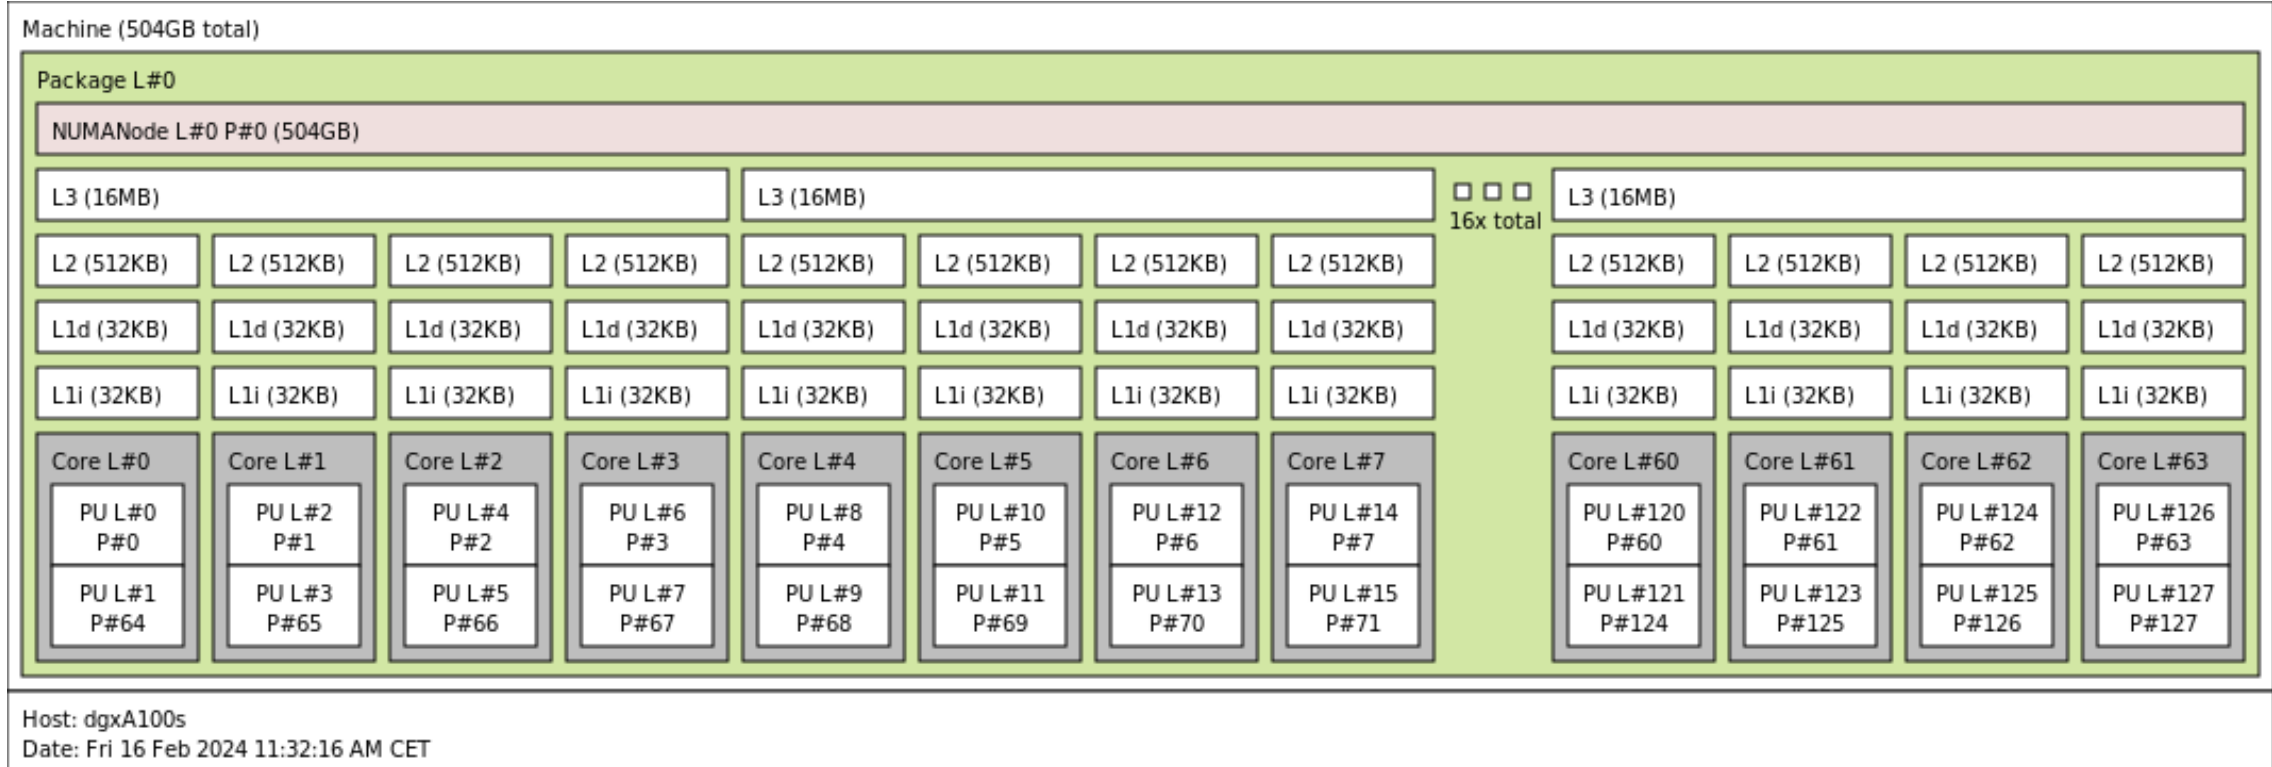 Machine (504GB total)
Package L#0
NUMANode L#0 P#0 (504GB)
L3 (16MB) L3 (16MB) L3 (16MB)
16x total
L2 (512KB) L2 (512KB) L2 (512KB) L2 (512KB) L2 (512KB) L2 (512KB) L2 (512KB) L2 (512KB) L2 (512KB) L2 (512KB) L2 (512KB) L2 (512KB)
L1d (32KB) L1d (32KB) L1d (32KB) L1d (32KB) L1d (32KB) L1d (32KB) L1d (32KB) L1d (32KB) L1d (32KB) L1d (32KB) L1d (32KB) L1d (32KB)
L1i (32KB) L1i (32KB) L1i (32KB) L1i (32KB) L1i (32KB) L1i (32KB) L1i (32KB) L1i (32KB) L1i (32KB) L1i (32KB) L1i (32KB) L1i (32KB)
Core L#0 Core L#1 Core L#2 Core L#3 Core L#4 Core L#5 Core L#6 Core L#7 Core L#60 Core L#61 Core L#62 Core L#63
PU L#0 PU L#2 PU L#4 PU L#6 PU L#8 PU L#10 PU L#12 PU L#14 PU L#120 PU L#122 PU L#124 PU L#126
P#0 P#1 P#2 P#3 P#4 P#5 P#6 P#7 P#60 P#61 P#62 P#63
PU L#1 PU L#3 PU L#5 PU L#7 PU L#9 PU L#11 PU L#13 PU L#15 PU L#121 PU L#123 PU L#125 PU L#127
P#64 P#65 P#66 P#67 P#68 P#69 P#70 P#71 P#124 P#125 P#126 P#127
Host: dgxA100s
Date: Fri 16 Feb 2024 11:32:16 AM CET